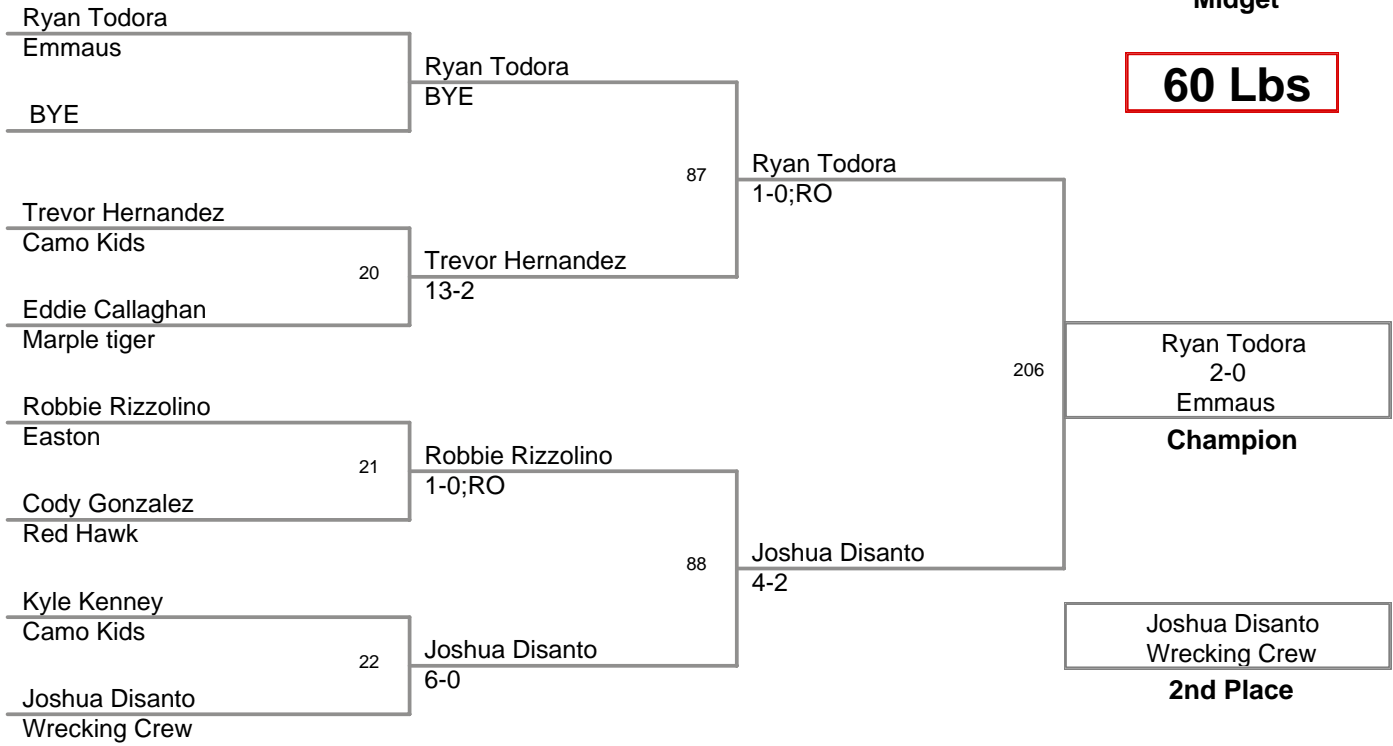 Midget
60 Lbs
Ryan Todora
Emmaus
BYE
Trevor Hernandez
Camo Kids
20
Eddie Callaghan
Marple tiger
Robbie Rizzolino
Easton
21
Cody Gonzalez
Red Hawk
Kyle Kenney
Camo Kids
22
Joshua Disanto
Wrecking Crew
Ryan Todora
BYE
87
Trevor Hernandez
13-2
Robbie Rizzolino
1-0;RO
88
Joshua Disanto
6-0
Ryan Todora
1-0;RO
206
Joshua Disanto
4-2
Ryan Todora
2-0
Emmaus
Champion
Joshua Disanto
Wrecking Crew
2nd Place